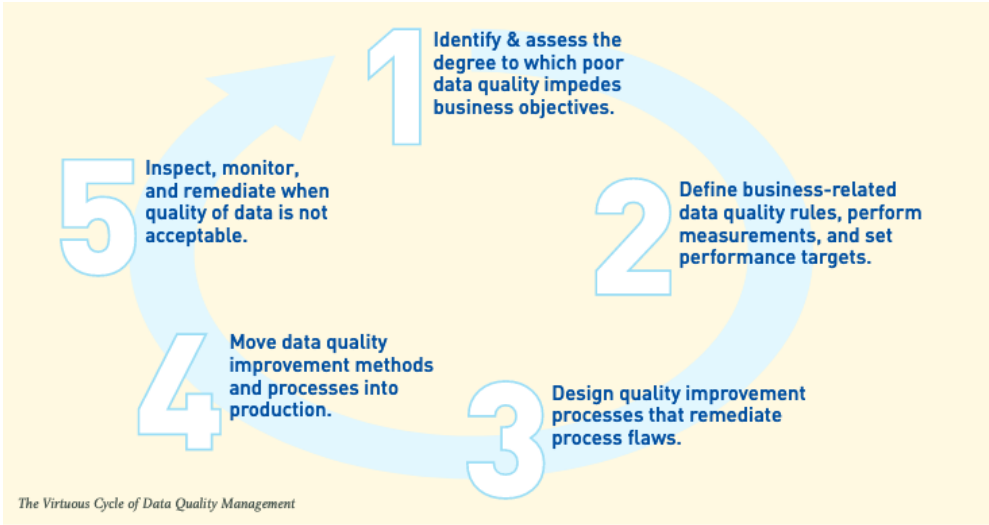 1
Identify & assess the
degree to which poor
data quality impedes
business objectives.
2
Define business-related
data quality rules, perform
measurements, and set
performance targets.
3
Design quality improvement
processes that remediate
process flaws.
4
Move data quality
improvement methods
and processes into
production.
5
Inspect, monitor,
and remediate when
quality of data is not
acceptable.
The Virtuous Cycle of Data Quality Management